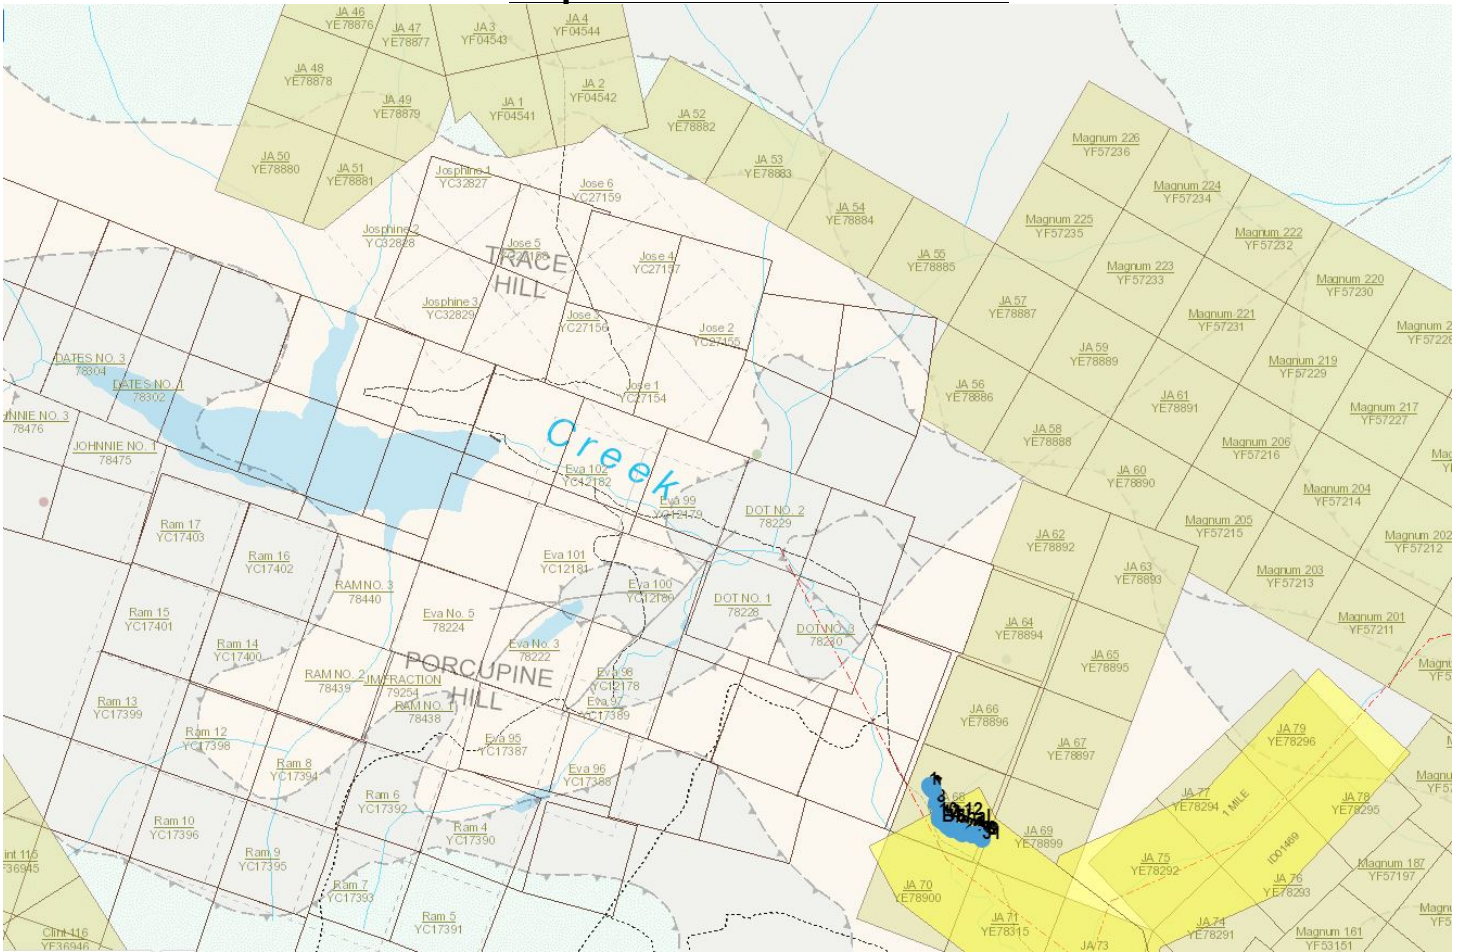 JA 46
YE78876
JA 47
YE78877
JA 3
YF04543
JA 4
YF04544
JA 48
YE78878
JA 49
YE78879
JA 1
YF04541
JA 2
YF04542
JA 50
YE78880
JA 51
YE78881
JA 52
YE78882
JA 53
YE78883
JA 54
YE78884
JA 55
YE78885
Magnum 226
YF57236
Magnum 224
YF57234
Magnum 225
YF57235
Magnum 222
YF57232
Magnum 223
YF57233
Magnum 220
YF57230
Magnum 221
YF57231
Magnum 2
YF57228
Magnum 219
YF57229
Magnum 217
YF57227
Josphine 1
YC32827
Jose 6
YC27159
Josphine 2
YC32828
Jose 5
TRACE
HILL
Jose 4
YC27157
Josphine 3
YC32829
Jose 3
YC27156
Jose 2
YC27155
Jose 1
YC27154
JA 57
YE78887
JA 59
YE78889
JA 56
YE78886
JA 61
YE78891
JA 58
YE78888
JA 60
YE78890
Magnum 206
YF57216
Magnum 204
YF57214
Magnum 205
YF57215
Magnum 202
YF57212
Magnum 203
YF57213
Magnum 201
YF57211
DATES NO. 3
78304
DATES NO. 1
78302
HNNIE NO. 3
78476
JOHNNIE NO. 1
78475
Creek
Eva 102
YC12182
Eva 99
YC12179
DOT NO. 2
78229
Ram 17
YC17403
Ram 16
YC17402
Eva 101
YC12181
Eva 100
YC12180
RAM NO. 3
78440
DOT NO. 1
78228
DOT NO. 3
78230
Ram 15
YC17401
Ram 14
YC17400
Eva No. 5
78224
Eva No. 3
78222
PORCUPINE
HILL
RAM NO. 2
78439
JM FRACTION
79254
RAM NO. 1
78438
Eva 98
YC12178
Eva 97
YC17389
Ram 13
YC17399
Ram 12
YC17398
Eva 95
YC17387
Eva 96
YC17388
Ram 8
YC17394
Ram 6
YC17392
Ram 10
YC17396
Ram 4
YC17390
Ram 9
YC17395
Ram 7
YC17393
Ram 5
YC17391
int 115
36945
Clint 116
YF36946
JA 62
YE78892
JA 63
YE78893
JA 64
YE78894
JA 65
YE78895
JA 66
YE78896
JA 67
YE78897
JA 69
YE78899
JA 70
YE78900
JA 71
YE78315
JA 73
JA 74
YE78291
JA 75
YE78292
JA 76
YE78293
JA 77
YE78294
JA 78
YE78295
JA 79
YE78296
1 MILE
ID01469
Magnum 187
YF57197
Magnum 161
YF53151